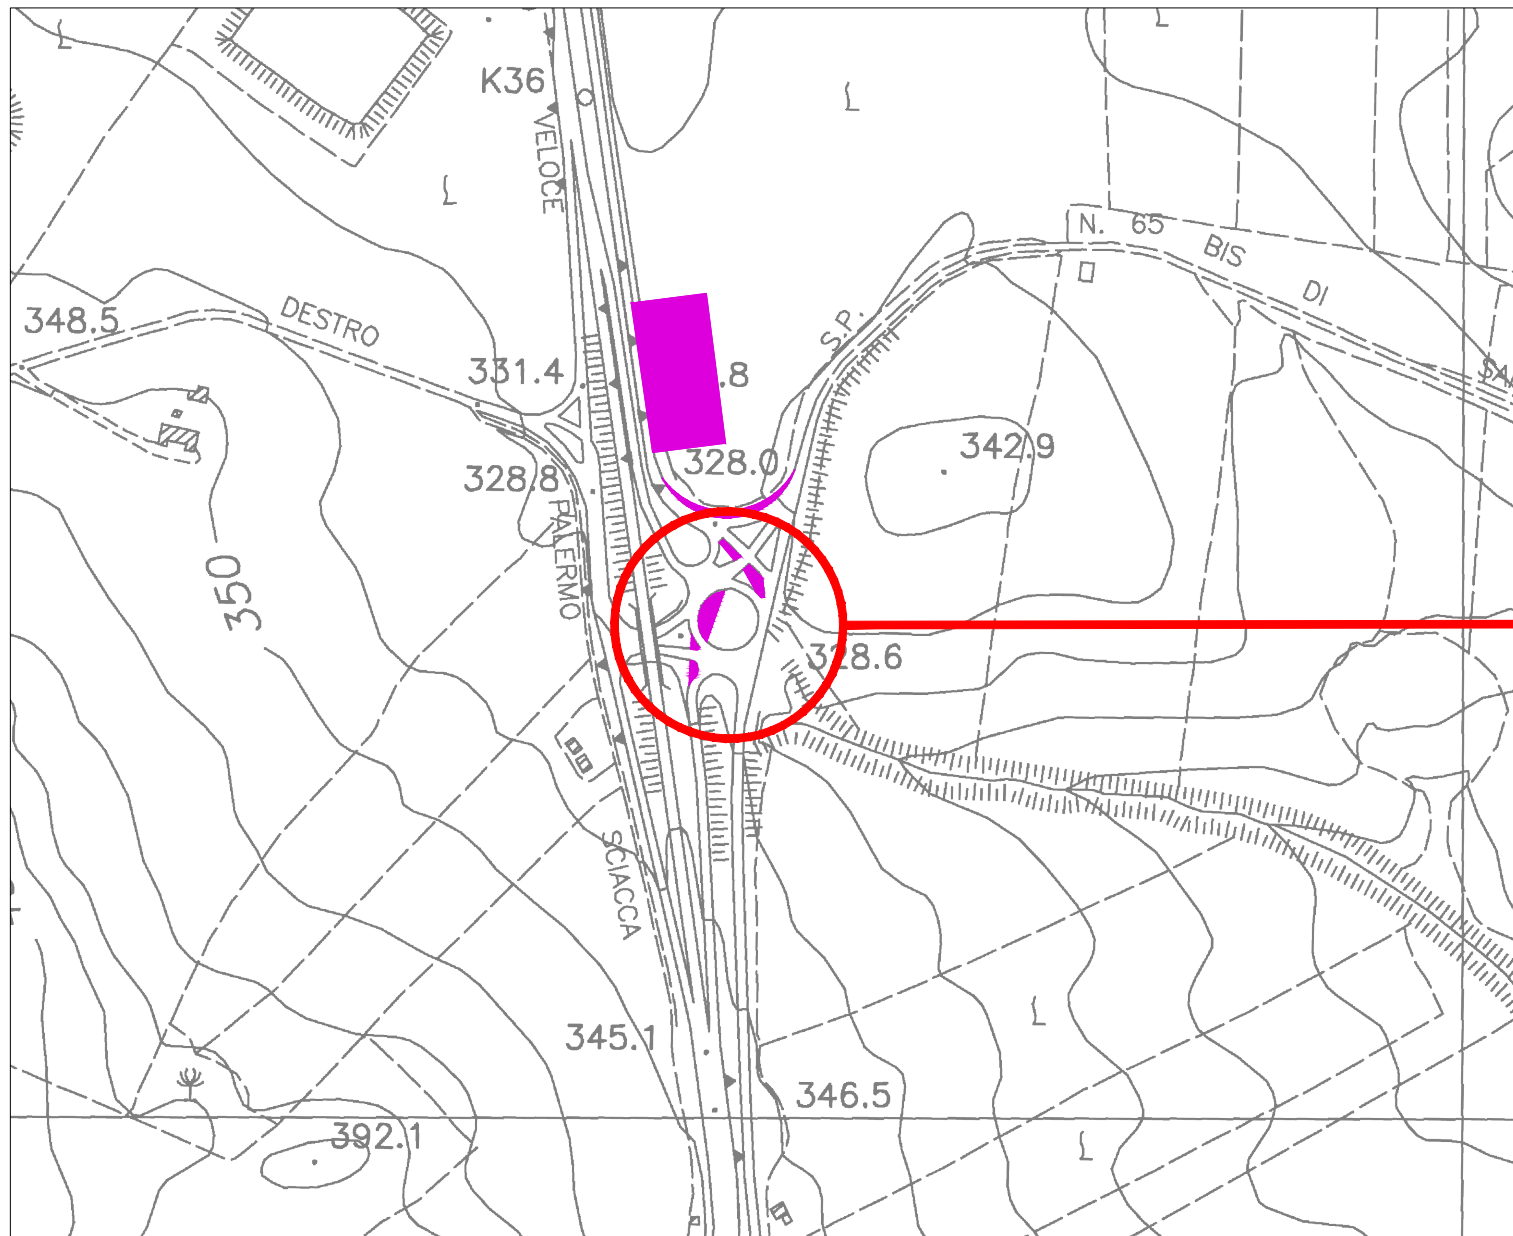 K36
VELOCE
N. 65
BIS
DI
S.P.
DESTRO
348.5
331.4
.8
342.9
328.0
328.8
PALERMO
350
328.6
SCIACCA
345.1
346.5
392.1